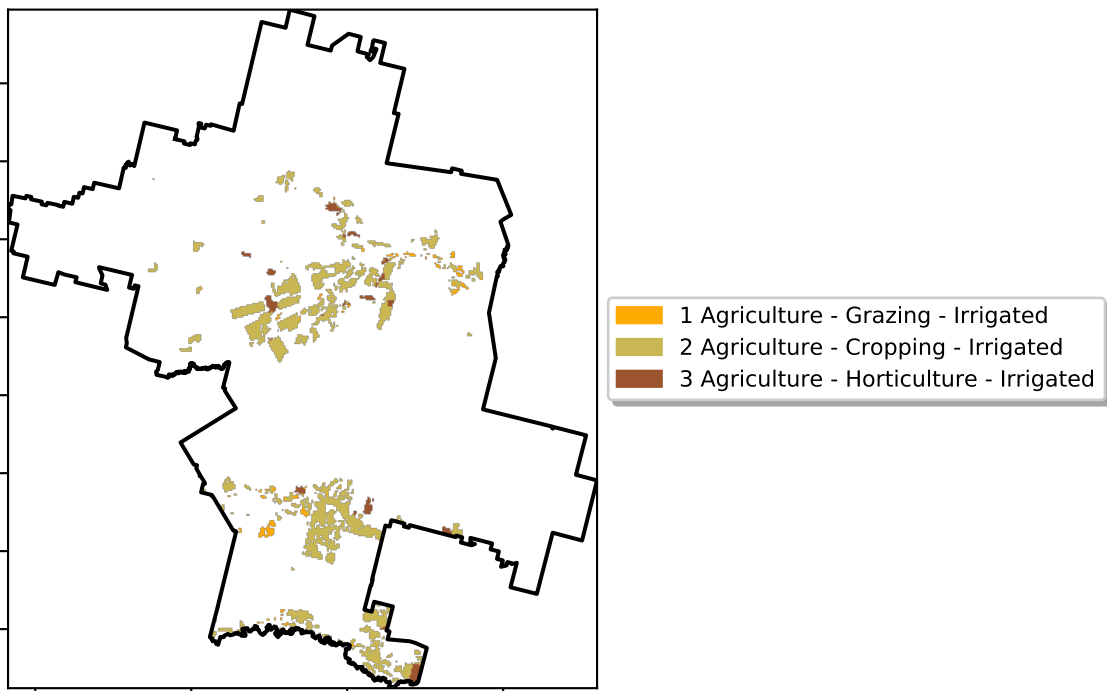 1 Agriculture - Grazing - Irrigated
2 Agriculture - Cropping - Irrigated
3 Agriculture - Horticulture - Irrigated